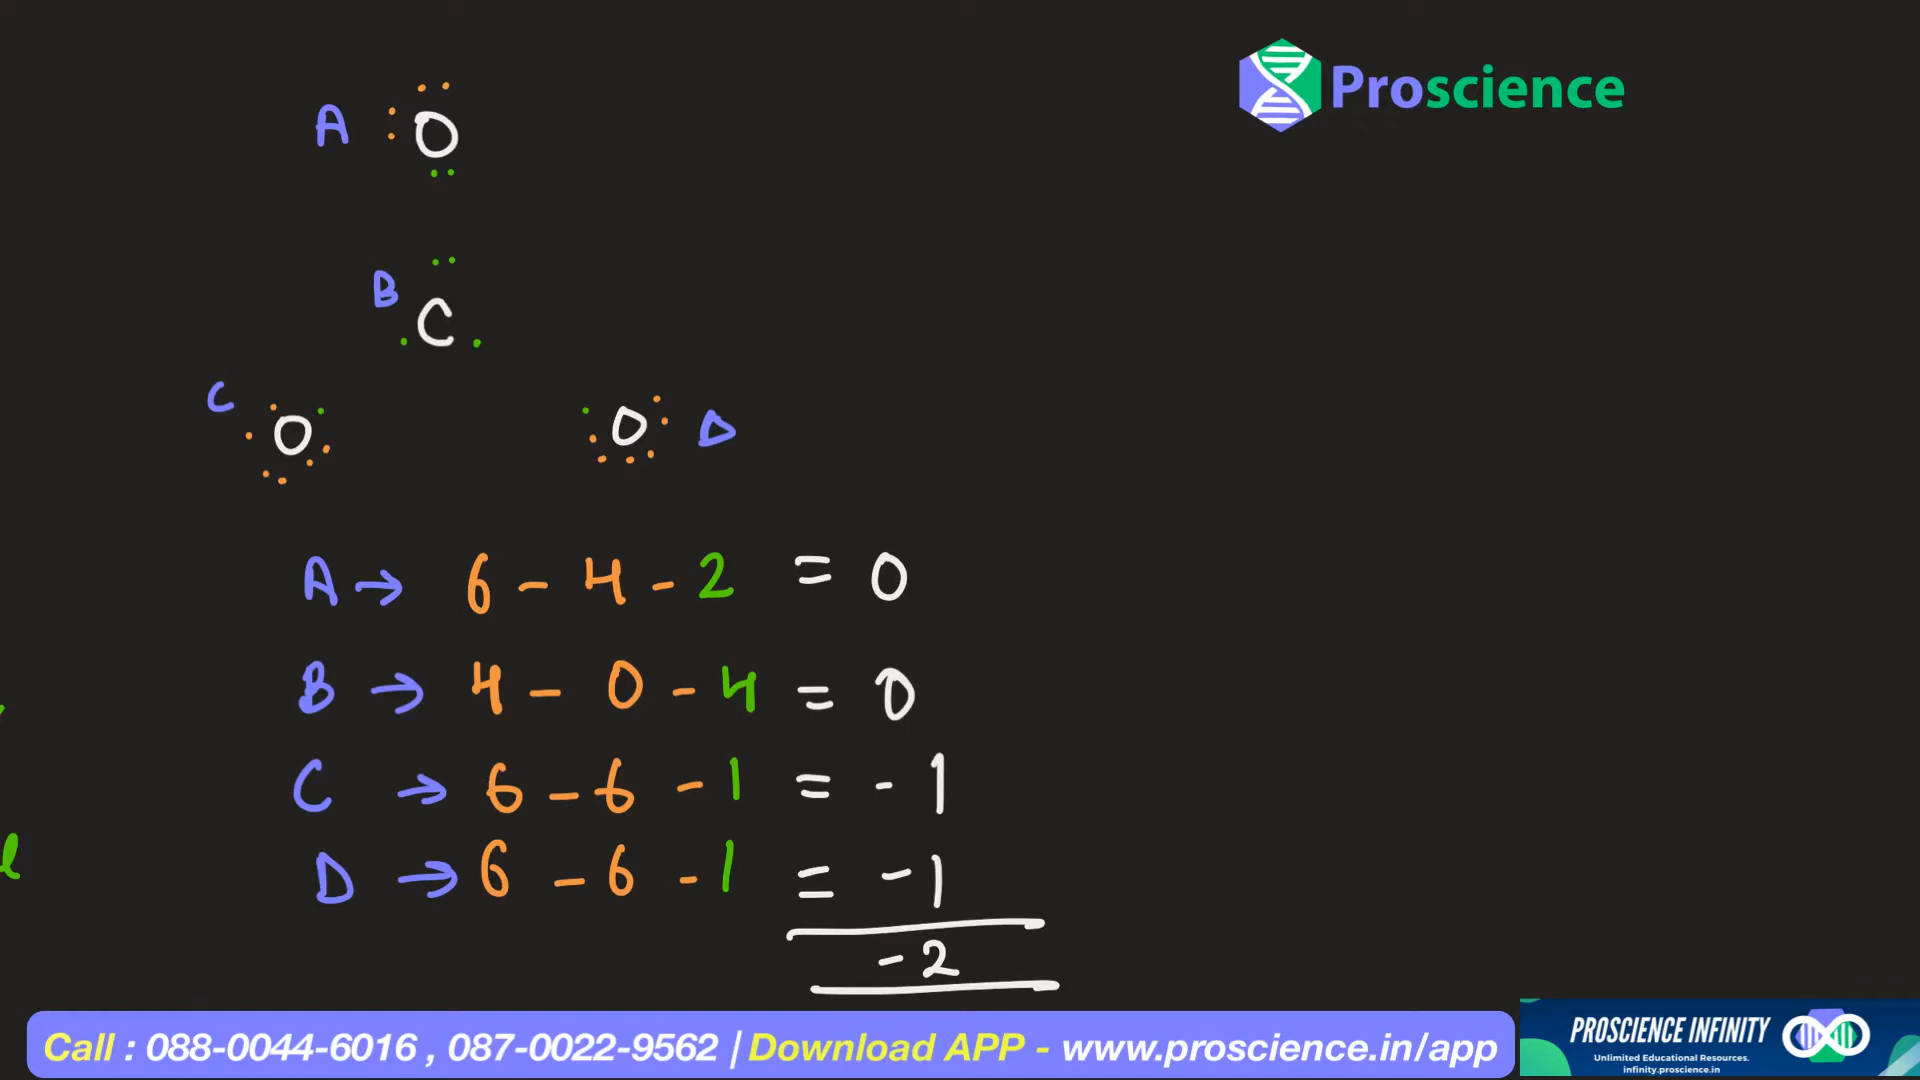 Proscience
A O
B
C
C O O D
A → 6 - 4 - 2 = 0
B → 4 - 0 - 4 = 0
C → 6 - 6 - 1 = - 1
D → 6 - 6 - 1 = - 1
- 2
Call : 088-0044-6016 , 087-0022-9562 | Download APP - www.proscience.in/app
PROSCIENCE INFINITY
Unlimited Educational Resources.
infinity.proscience.in